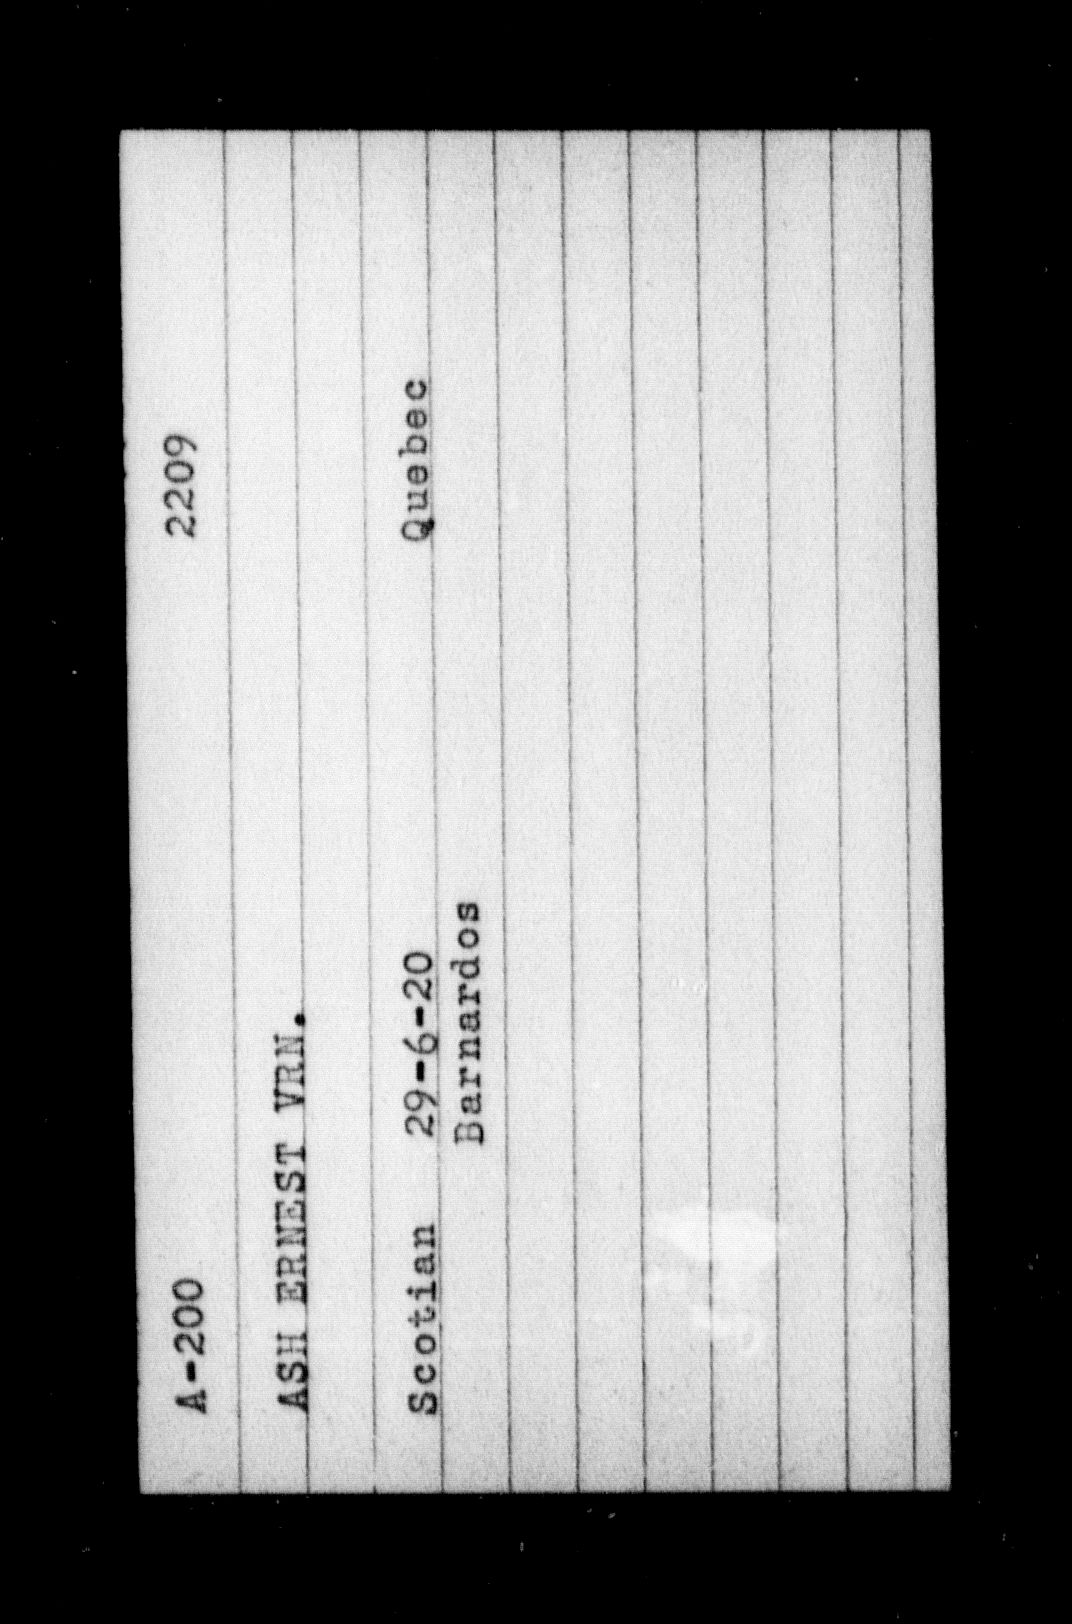 A-200 2209
ASH ERNEST VRN.
Scotian 29-6-20 Quebec
Barnardos